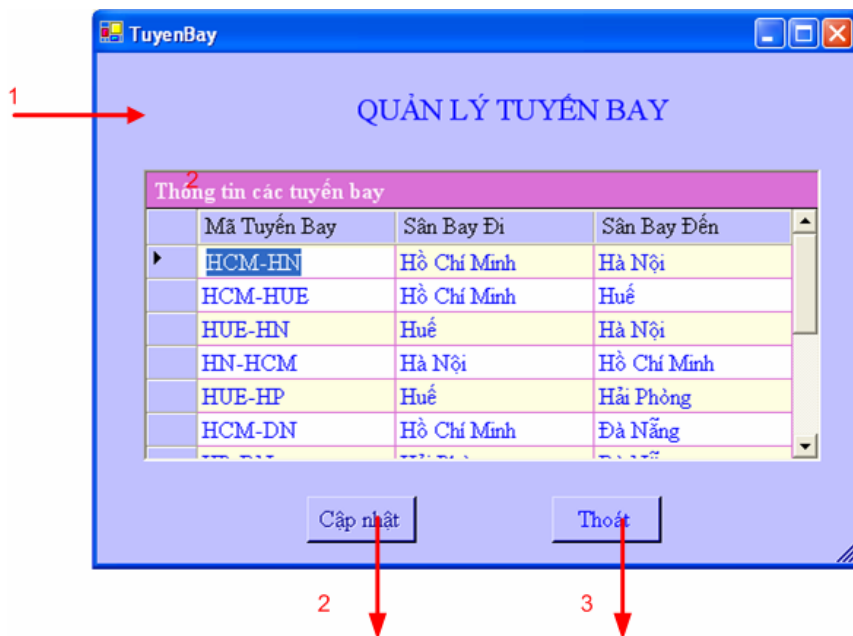 TuyenBay
1
QUẢN LÝ TUYẾN BAY
2
Thông tin các tuyến bay
Mã Tuyến Bay Sân Bay Đi Sân Bay Đến
HCM-HN Hồ Chí Minh Hà Nội
HCM-HUE Hồ Chí Minh Huế
HUE-HN Huế Hà Nội
HN-HCM Hà Nội Hồ Chí Minh
HUE-HP Huế Hải Phòng
HCM-DN Hồ Chí Minh Đà Nẵng
Cập nhật Thoát
2 3